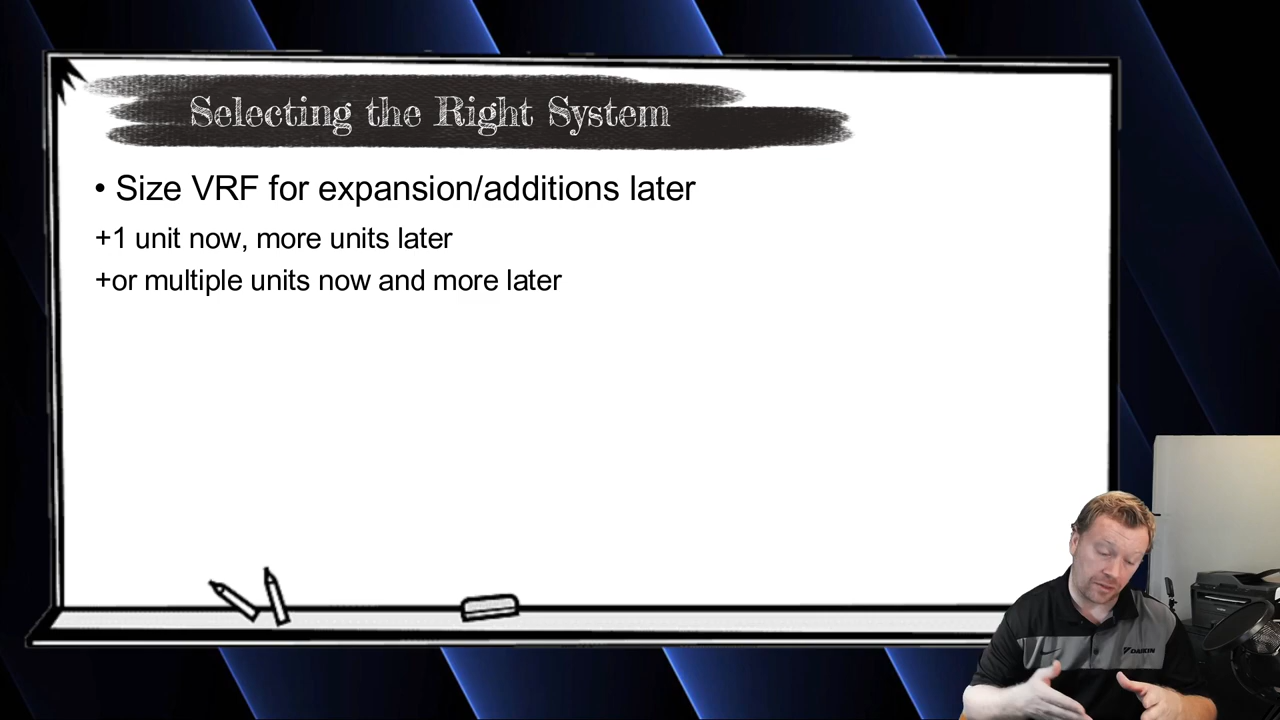 Selecting the Right System
• Size VRF for expansion/additions later
+1 unit now, more units later
+or multiple units now and more later
DAIKIN